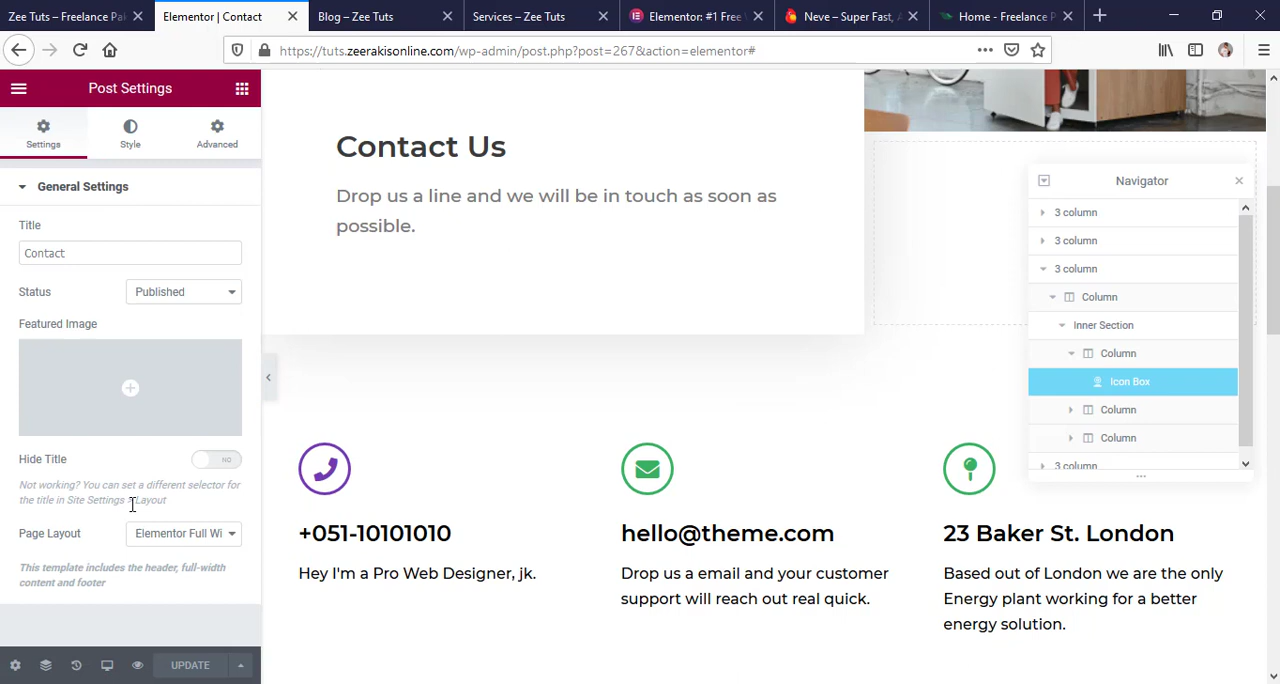 Zee Tuts – Freelance Pa
Elementor | Contact
Blog – Zee Tuts
Services – Zee Tuts
Elementor: #1 Free
Neve – Super Fast,
Home - Freelance P
https://tuts.zeerakisonline.com/wp-admin/post.php?post=267&action=elementor#
Post Settings
Settings
Style
Advanced
General Settings
Title
Contact
Status
Published
Featured Image
Hide Title
NO
Not working? You can set a different selector for
the title in Site Settings > Layout
Page Layout
Elementor Full Wi
This template includes the header, full-width
content and footer
UPDATE
Contact Us
Drop us a line and we will be in touch as soon as
possible.
Navigator
3 column
3 column
3 column
Column
Inner Section
Column
Icon Box
Column
Column
3 column
+051-10101010
Hey I'm a Pro Web Designer, jk.
hello@theme.com
Drop us a email and your customer
support will reach out real quick.
23 Baker St. London
Based out of London we are the only
Energy plant working for a better
energy solution.